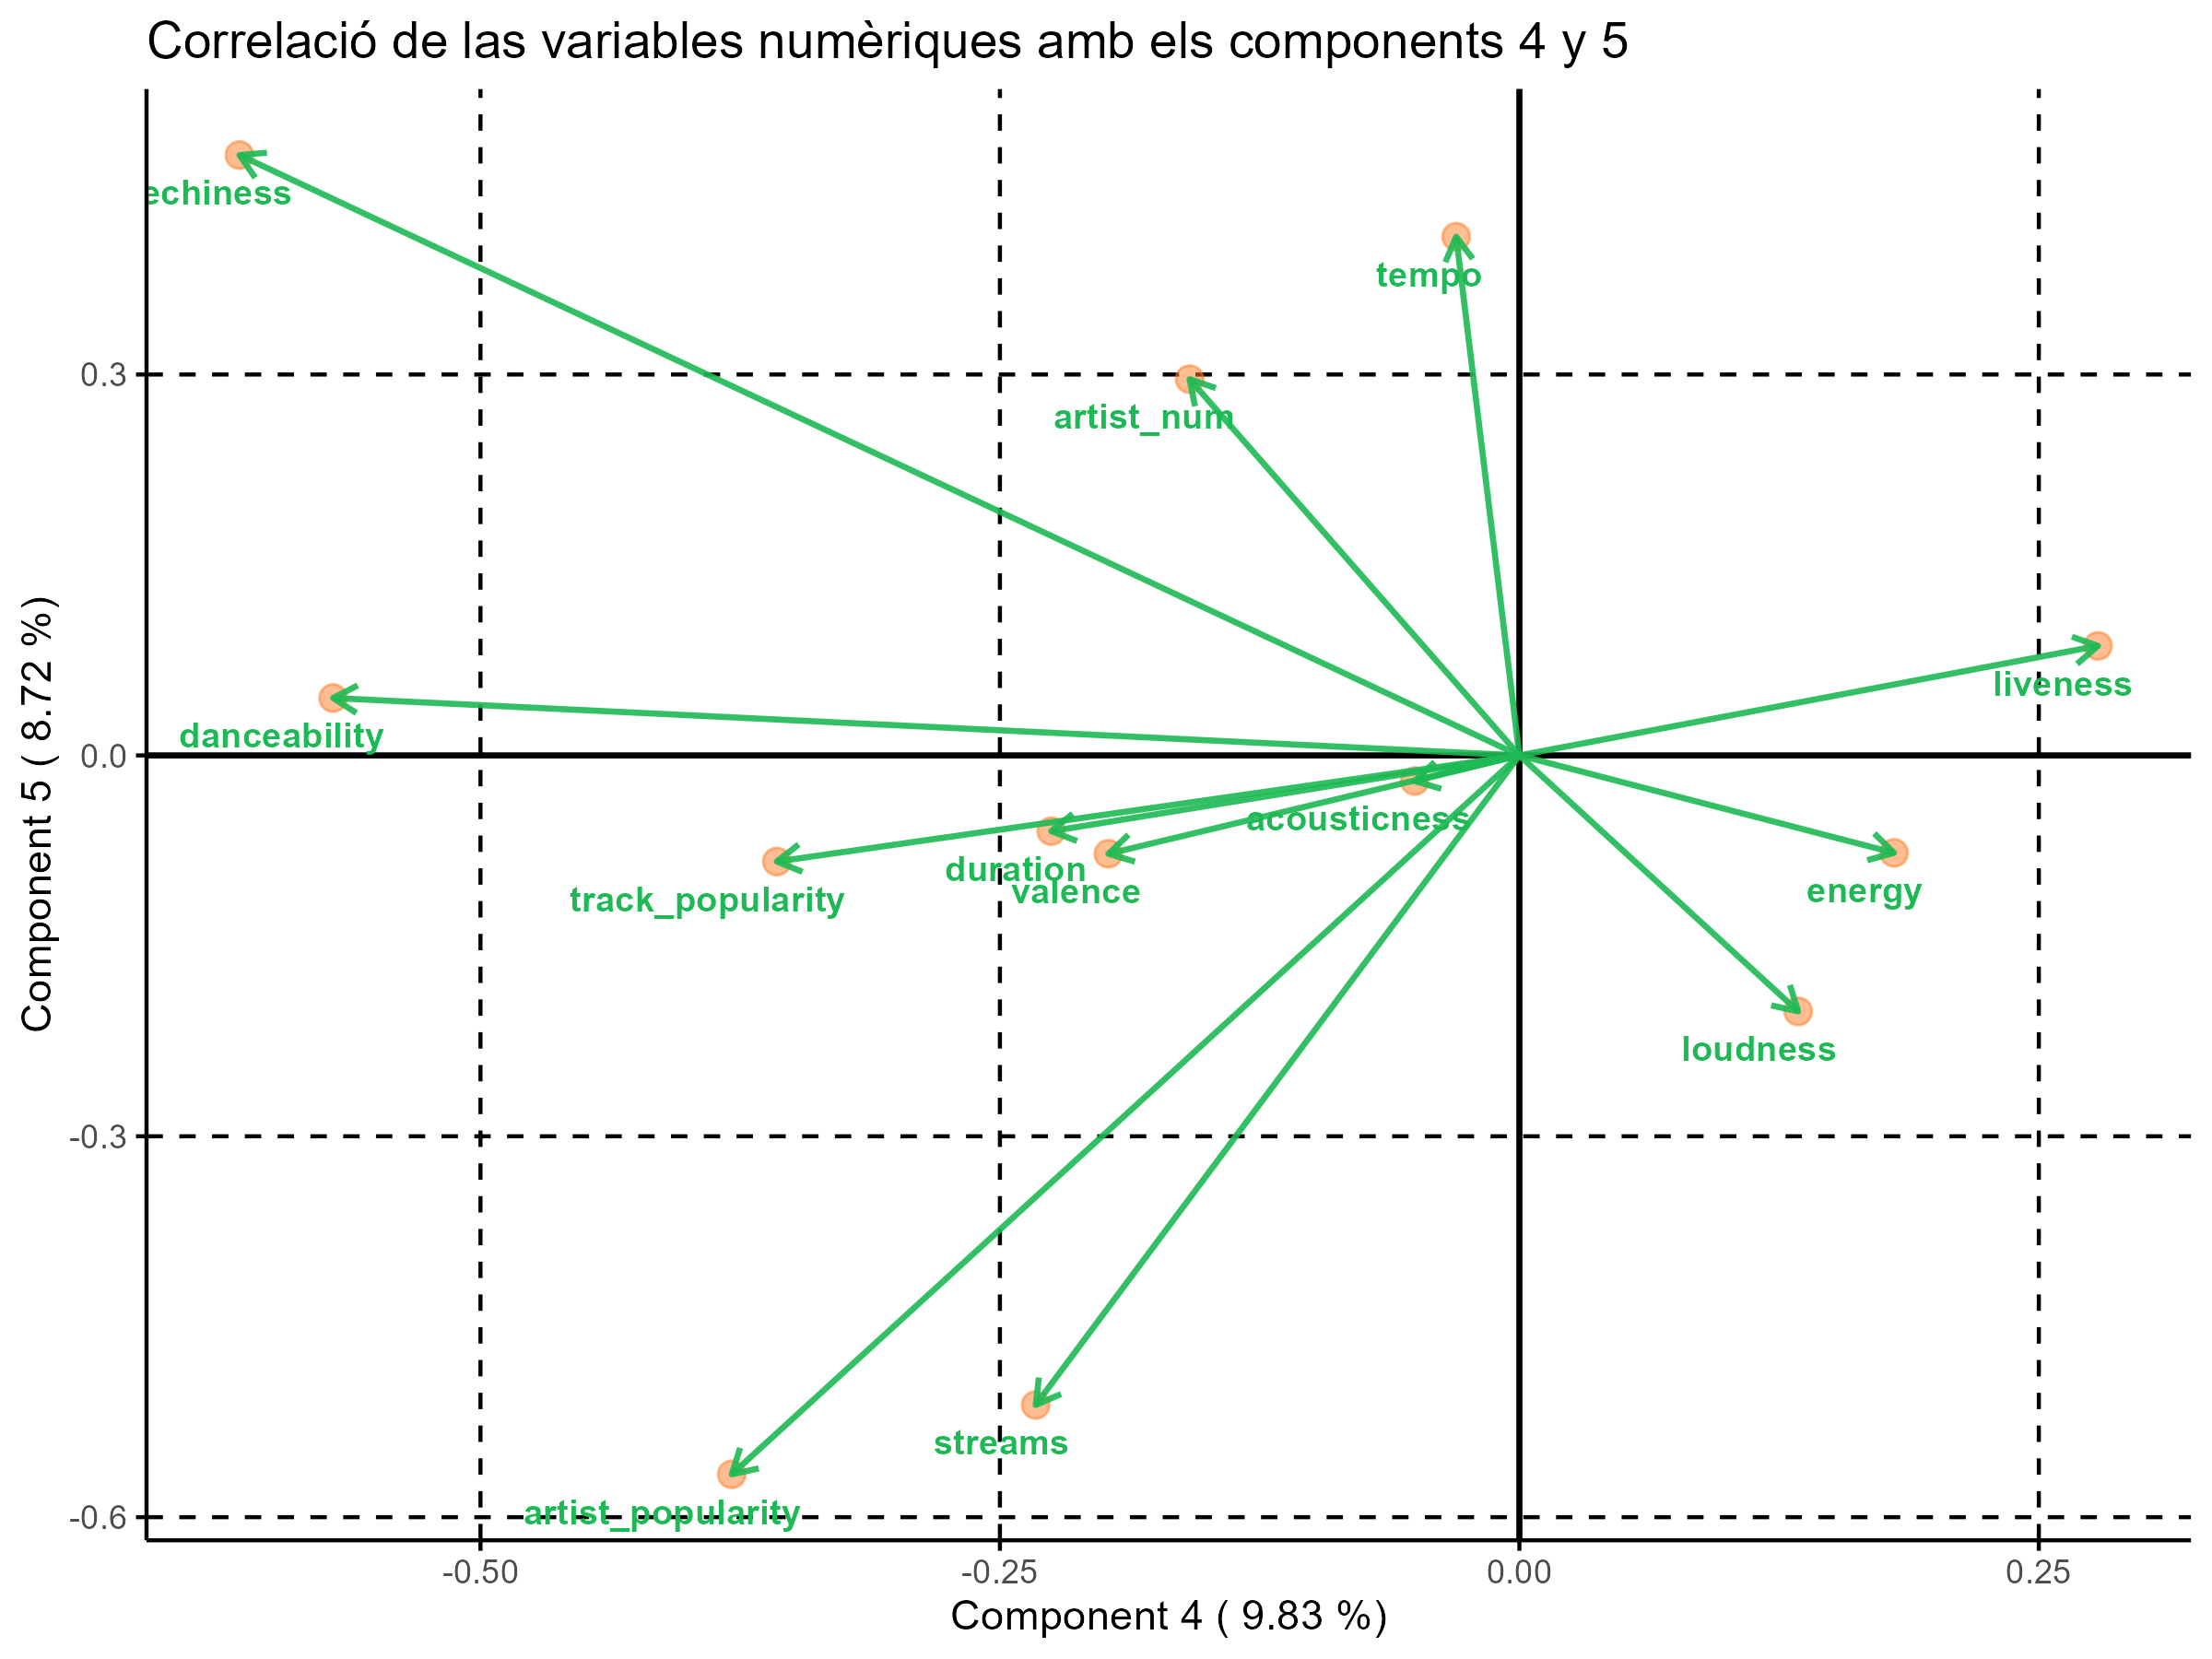 Correlació de las variables numèriques amb els components 4 y 5
echiness
tempo
0.3
artist_num
liveness
danceability
0.0
acousticness
duration
valence
energy
track_popularity
loudness
-0.3
streams
artist_popularity
-0.6
-0.50
-0.25
0.00
0.25
Component 4 ( 9.83 %)
Component 5 ( 8.72 %)